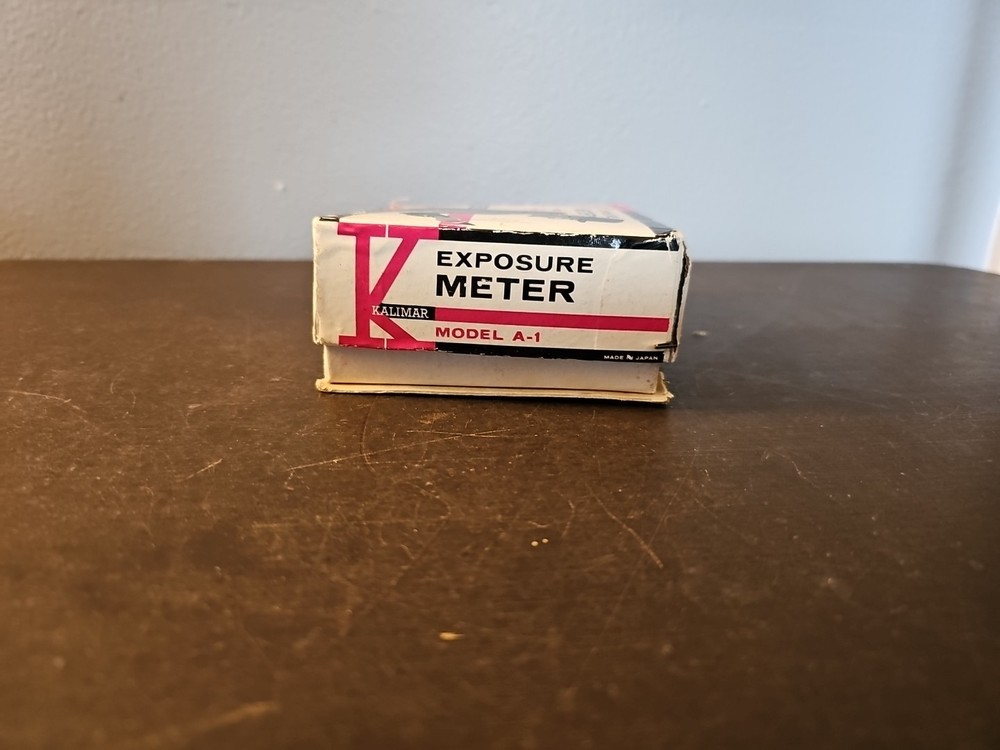 K
EXPOSURE
METER
KALIMAR
MODEL A-1
MADE IN JAPAN